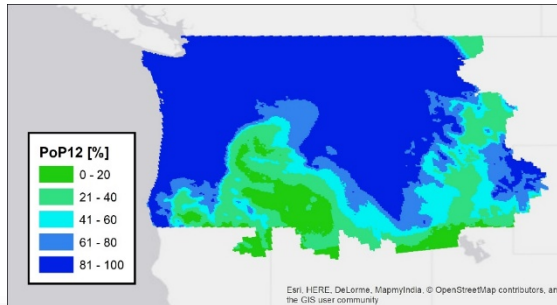 PoP12 [%]
0 - 20
21 - 40
41 - 60
61 - 80
81 - 100
Esri, HERE, DeLorme, MapmyIndia, © OpenStreetMap contributors, an
the GIS user community